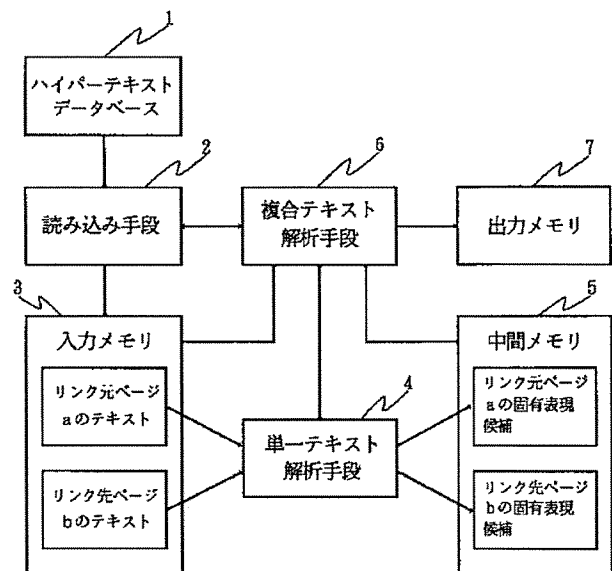 1
ハイパーテキスト
データベース
2
読み込み手段
6
複合テキスト
解析手段
7
出力メモリ
3
入力メモリ
リンク元ページ
aのテキスト
リンク先ページ
bのテキスト
4
単一テキスト
解析手段
5
中間メモリ
リンク元ページ
aの固有表現
候補
リンク先ページ
bの固有表現
候補